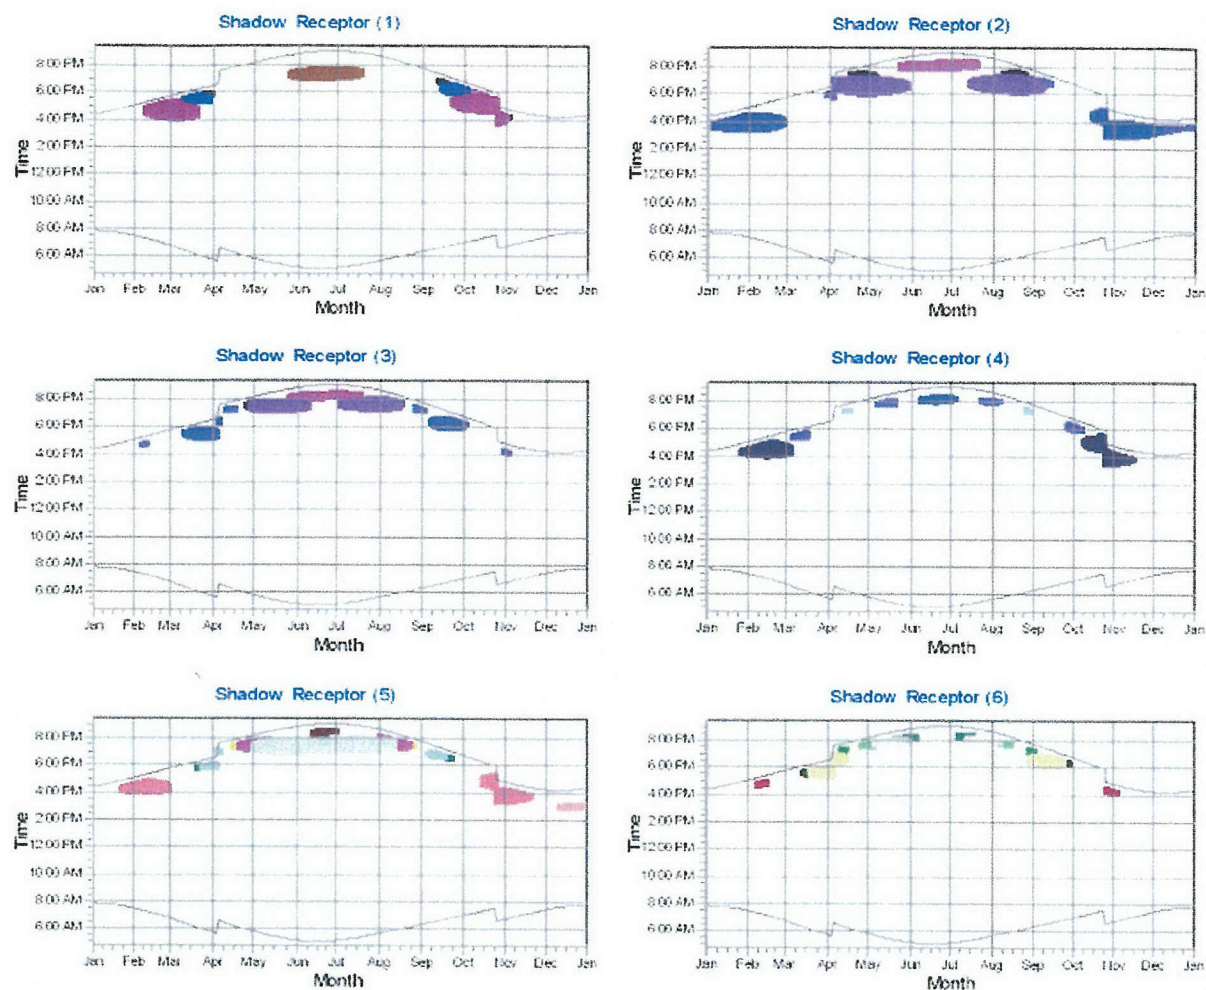 Shadow Receptor (1)
Time
8:00 PM
6:00 PM
4:00 PM
2:00 PM
12:00 PM
10:00 AM
8:00 AM
6:00 AM
Jan Feb Mar Apr May Jun Jul Aug Sep Oct Nov Dec Jan
Month
Shadow Receptor (2)
Time
8:00 PM
6:00 PM
4:00 PM
2:00 PM
12:00 PM
10:00 AM
8:00 AM
6:00 AM
Jan Feb Mar Apr May Jun Jul Aug Sep Oct Nov Dec Jan
Month
Shadow Receptor (3)
Time
8:00 PM
6:00 PM
4:00 PM
2:00 PM
12:00 PM
10:00 AM
8:00 AM
6:00 AM
Jan Feb Mar Apr May Jun Jul Aug Sep Oct Nov Dec Jan
Month
Shadow Receptor (4)
Time
8:00 PM
6:00 PM
4:00 PM
2:00 PM
12:00 PM
10:00 AM
8:00 AM
6:00 AM
Jan Feb Mar Apr May Jun Jul Aug Sep Oct Nov Dec Jan
Month
Shadow Receptor (5)
Time
8:00 PM
6:00 PM
4:00 PM
2:00 PM
12:00 PM
10:00 AM
8:00 AM
6:00 AM
Jan Feb Mar Apr May Jun Jul Aug Sep Oct Nov Dec Jan
Month
Shadow Receptor (6)
Time
8:00 PM
6:00 PM
4:00 PM
2:00 PM
12:00 PM
10:00 AM
8:00 AM
6:00 AM
Jan Feb Mar Apr May Jun Jul Aug Sep Oct Nov Dec Jan
Month